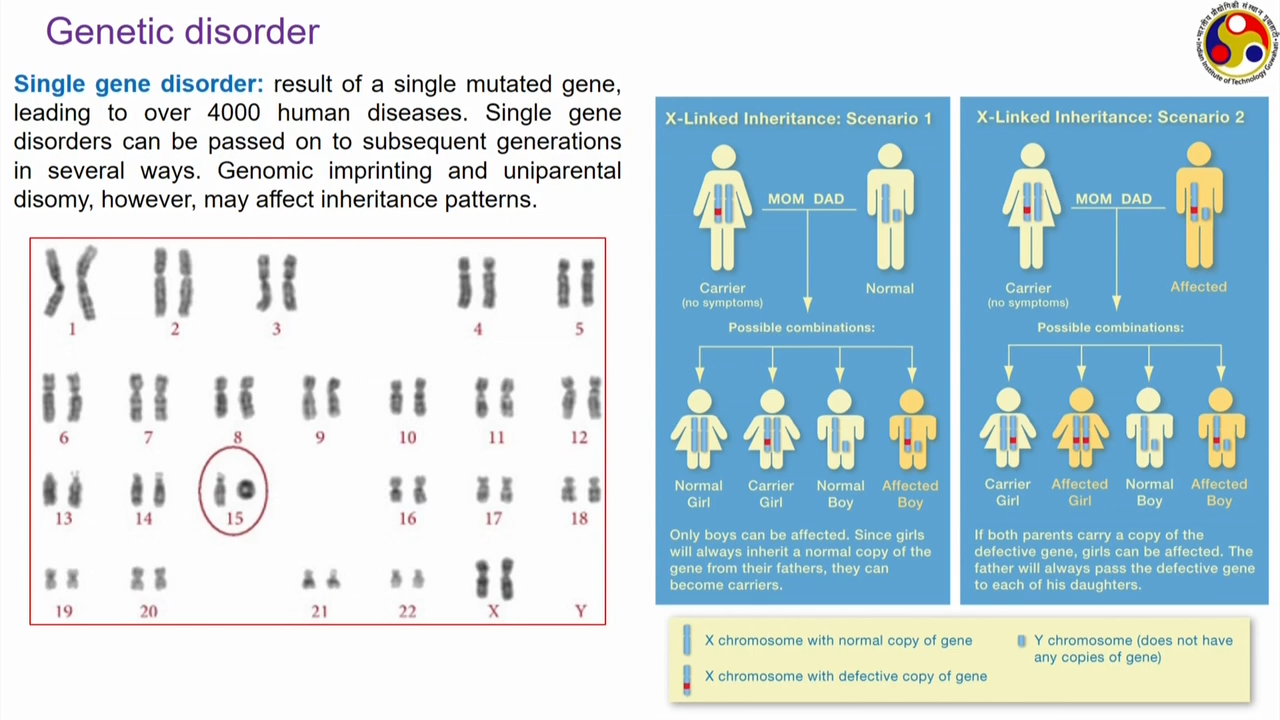 Genetic disorder
Single gene disorder: result of a single mutated gene,
leading to over 4000 human diseases. Single gene
disorders can be passed on to subsequent generations
in several ways. Genomic imprinting and uniparental
disomy, however, may affect inheritance patterns.
1 2 3 4 5
6 7 8 9 10 11 12
13 14 15 16 17 18
19 20 21 22 X Y
X-Linked Inheritance: Scenario 1
MOM DAD
Carrier
(no symptoms)
Normal
Possible combinations:
Normal
Girl
Carrier
Girl
Normal
Boy
Affected
Boy
Only boys can be affected. Since girls
will always inherit a normal copy of the
gene from their fathers, they can
become carriers.
X-Linked Inheritance: Scenario 2
MOM DAD
Carrier
(no symptoms)
Affected
Possible combinations:
Carrier
Girl
Affected
Girl
Normal
Boy
Affected
Boy
If both parents carry a copy of the
defective gene, girls can be affected. The
father will always pass the defective gene
to each of his daughters.
X chromosome with normal copy of gene
X chromosome with defective copy of gene
Y chromosome (does not have
any copies of gene)
भारतीय प्रौद्योगिकी संस्थान गुवाहाटी
Indian Institute of Technology Guwahati